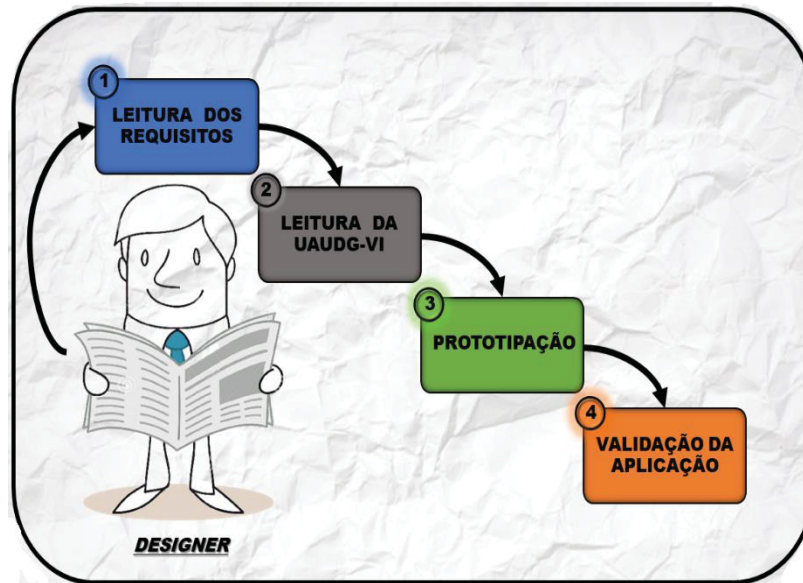 1
LEITURA DOS
REQUISITOS
2
LEITURA DA
UAUDG-VI
3
PROTOTIPAÇÃO
4
VALIDAÇÃO DA
APLICAÇÃO
DESIGNER